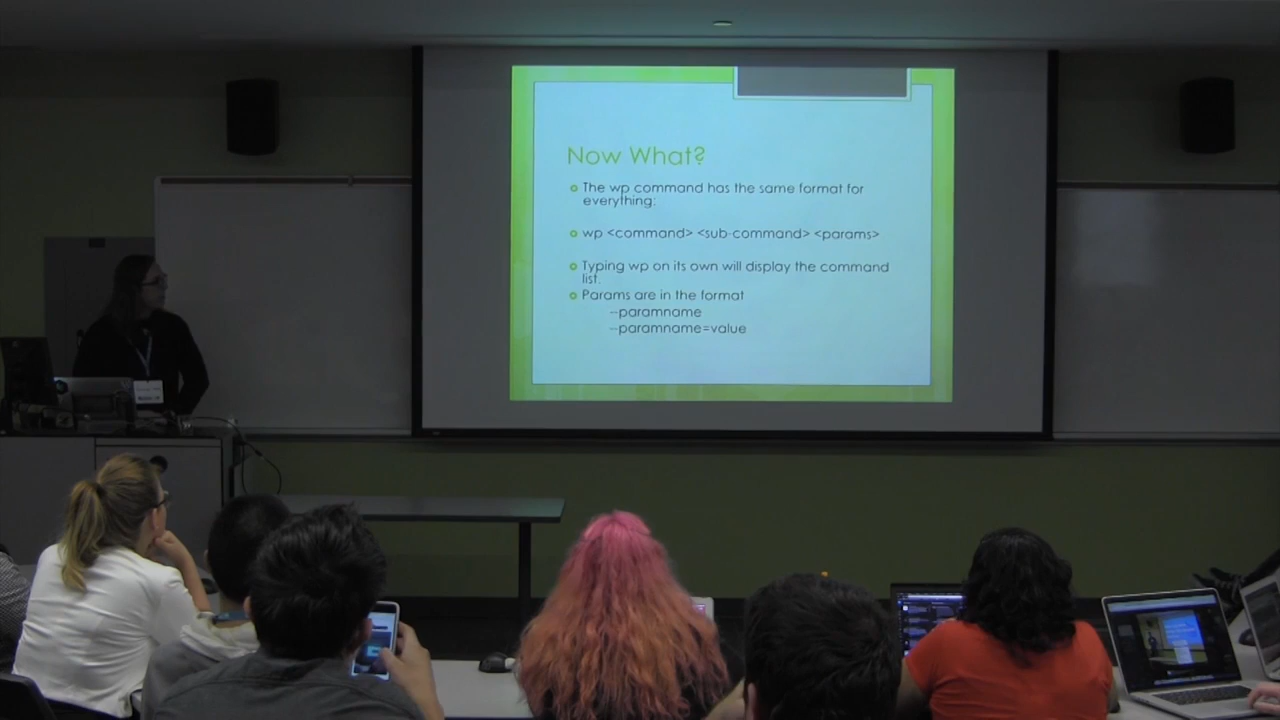 Now What?
The wp command has the same format for
everything:
wp <command> <sub-command> <params>
Typing wp on its own will display the command
list.
Params are in the format
--paramname
--paramname=value